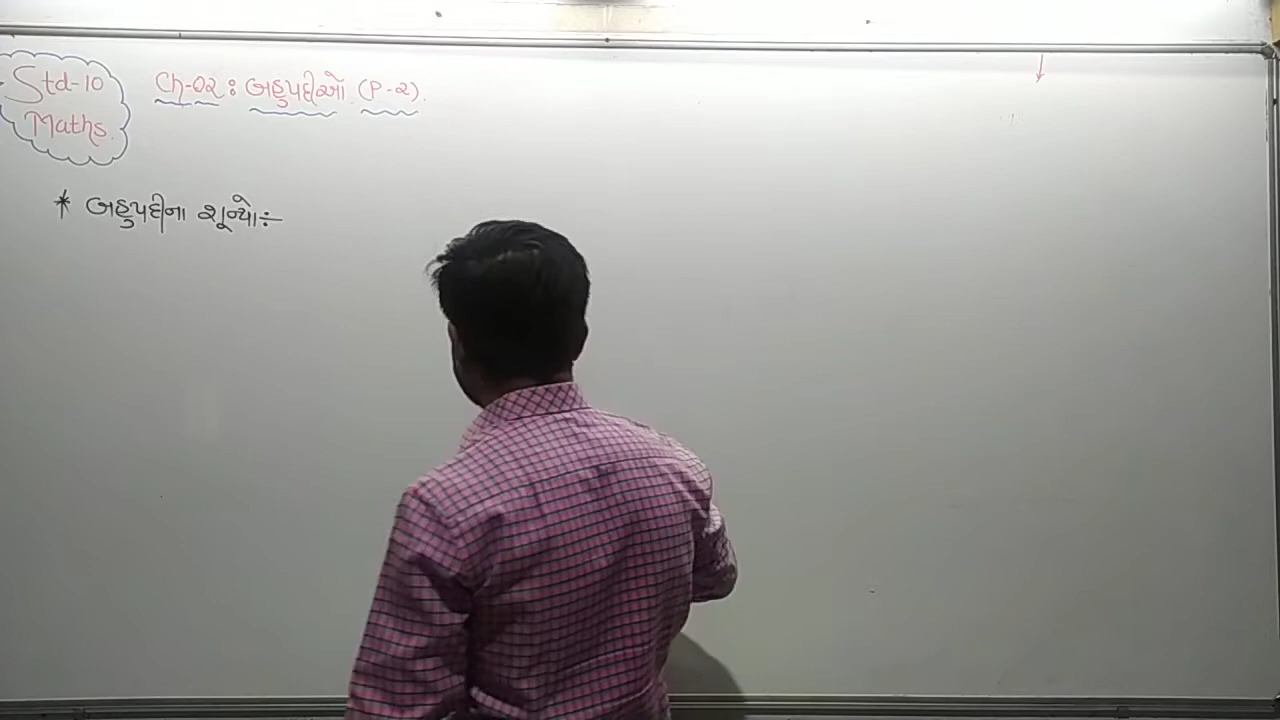 Std-10
Maths.
Ch-02 : બહુપદીઓ (P-2).
* બહુપદીના શૂન્યો :-